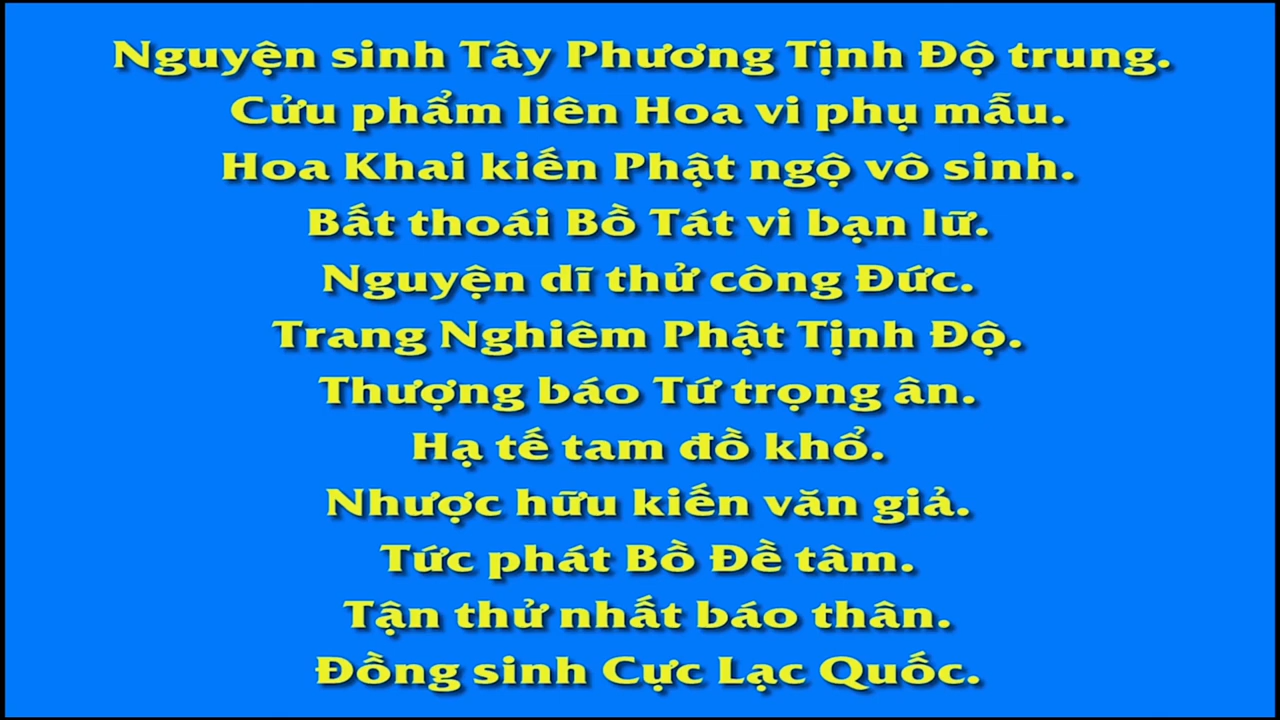 Nguyện sinh Tây Phương Tịnh Độ trung.
Cửu phẩm liên Hoa vi phụ mẫu.
Hoa Khai kiến Phật ngộ vô sinh.
Bất thoái Bồ Tát vi bạn lữ.
Nguyện dĩ thử công Đức.
Trang Nghiêm Phật Tịnh Độ.
Thượng báo Tứ trọng ân.
Hạ tế tam đồ khổ.
Nhược hữu kiến văn giả.
Tức phát Bồ Đề tâm.
Tận thử nhất báo thân.
Đồng sinh Cực Lạc Quốc.